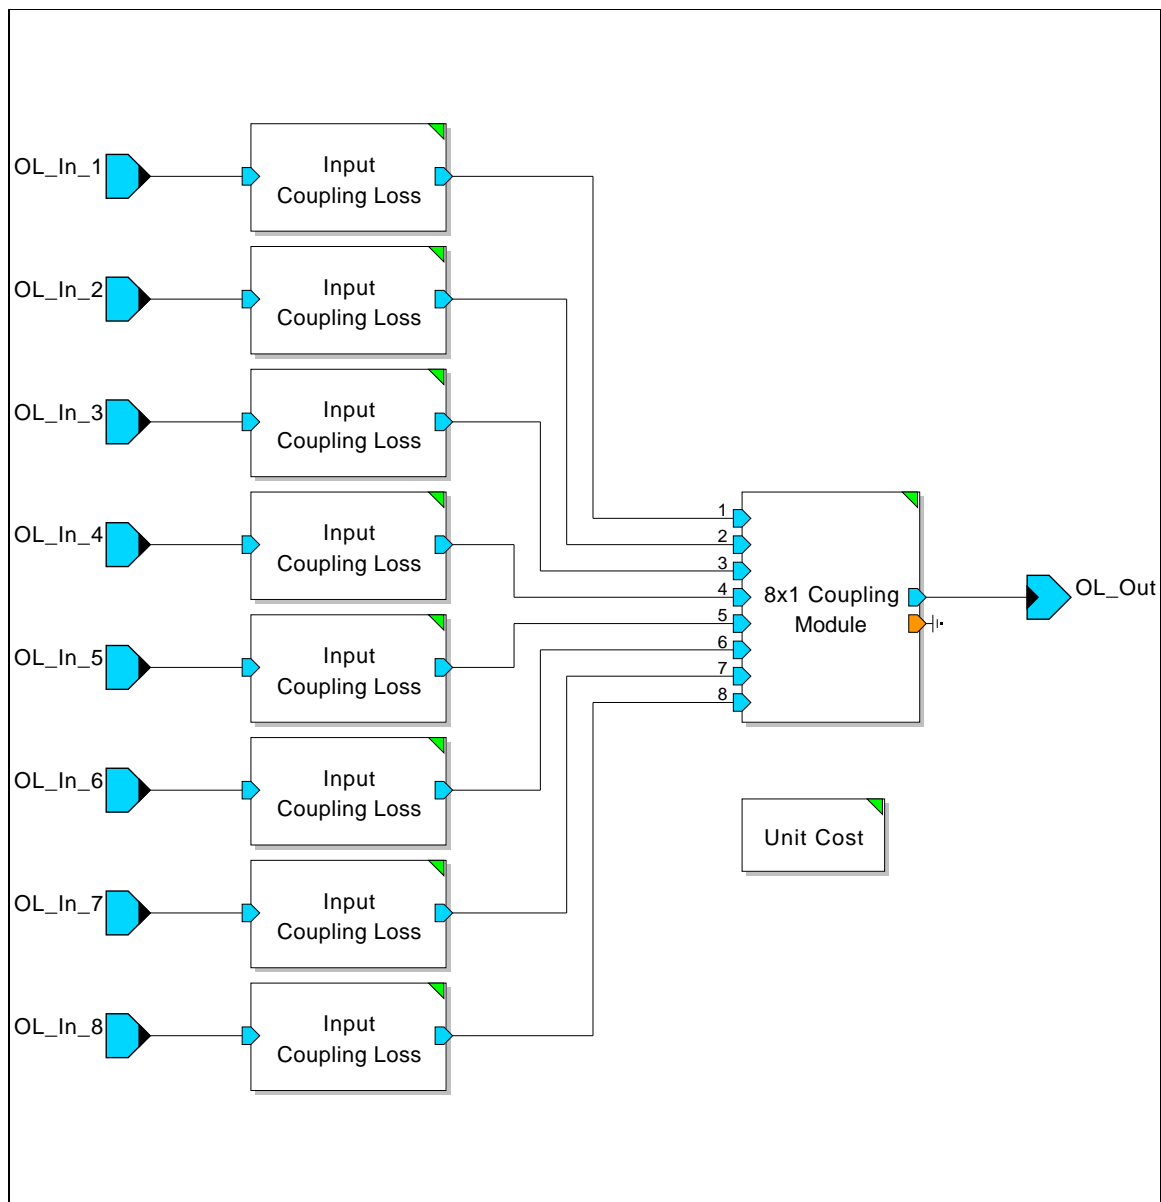 OL_In_1
Input
Coupling Loss
OL_In_2
Input
Coupling Loss
OL_In_3
Input
Coupling Loss
OL_In_4
Input
Coupling Loss
OL_In_5
Input
Coupling Loss
OL_In_6
Input
Coupling Loss
OL_In_7
Input
Coupling Loss
OL_In_8
Input
Coupling Loss
1
2
3
4
5
6
7
8
8x1 Coupling
Module
OL_Out
Unit Cost